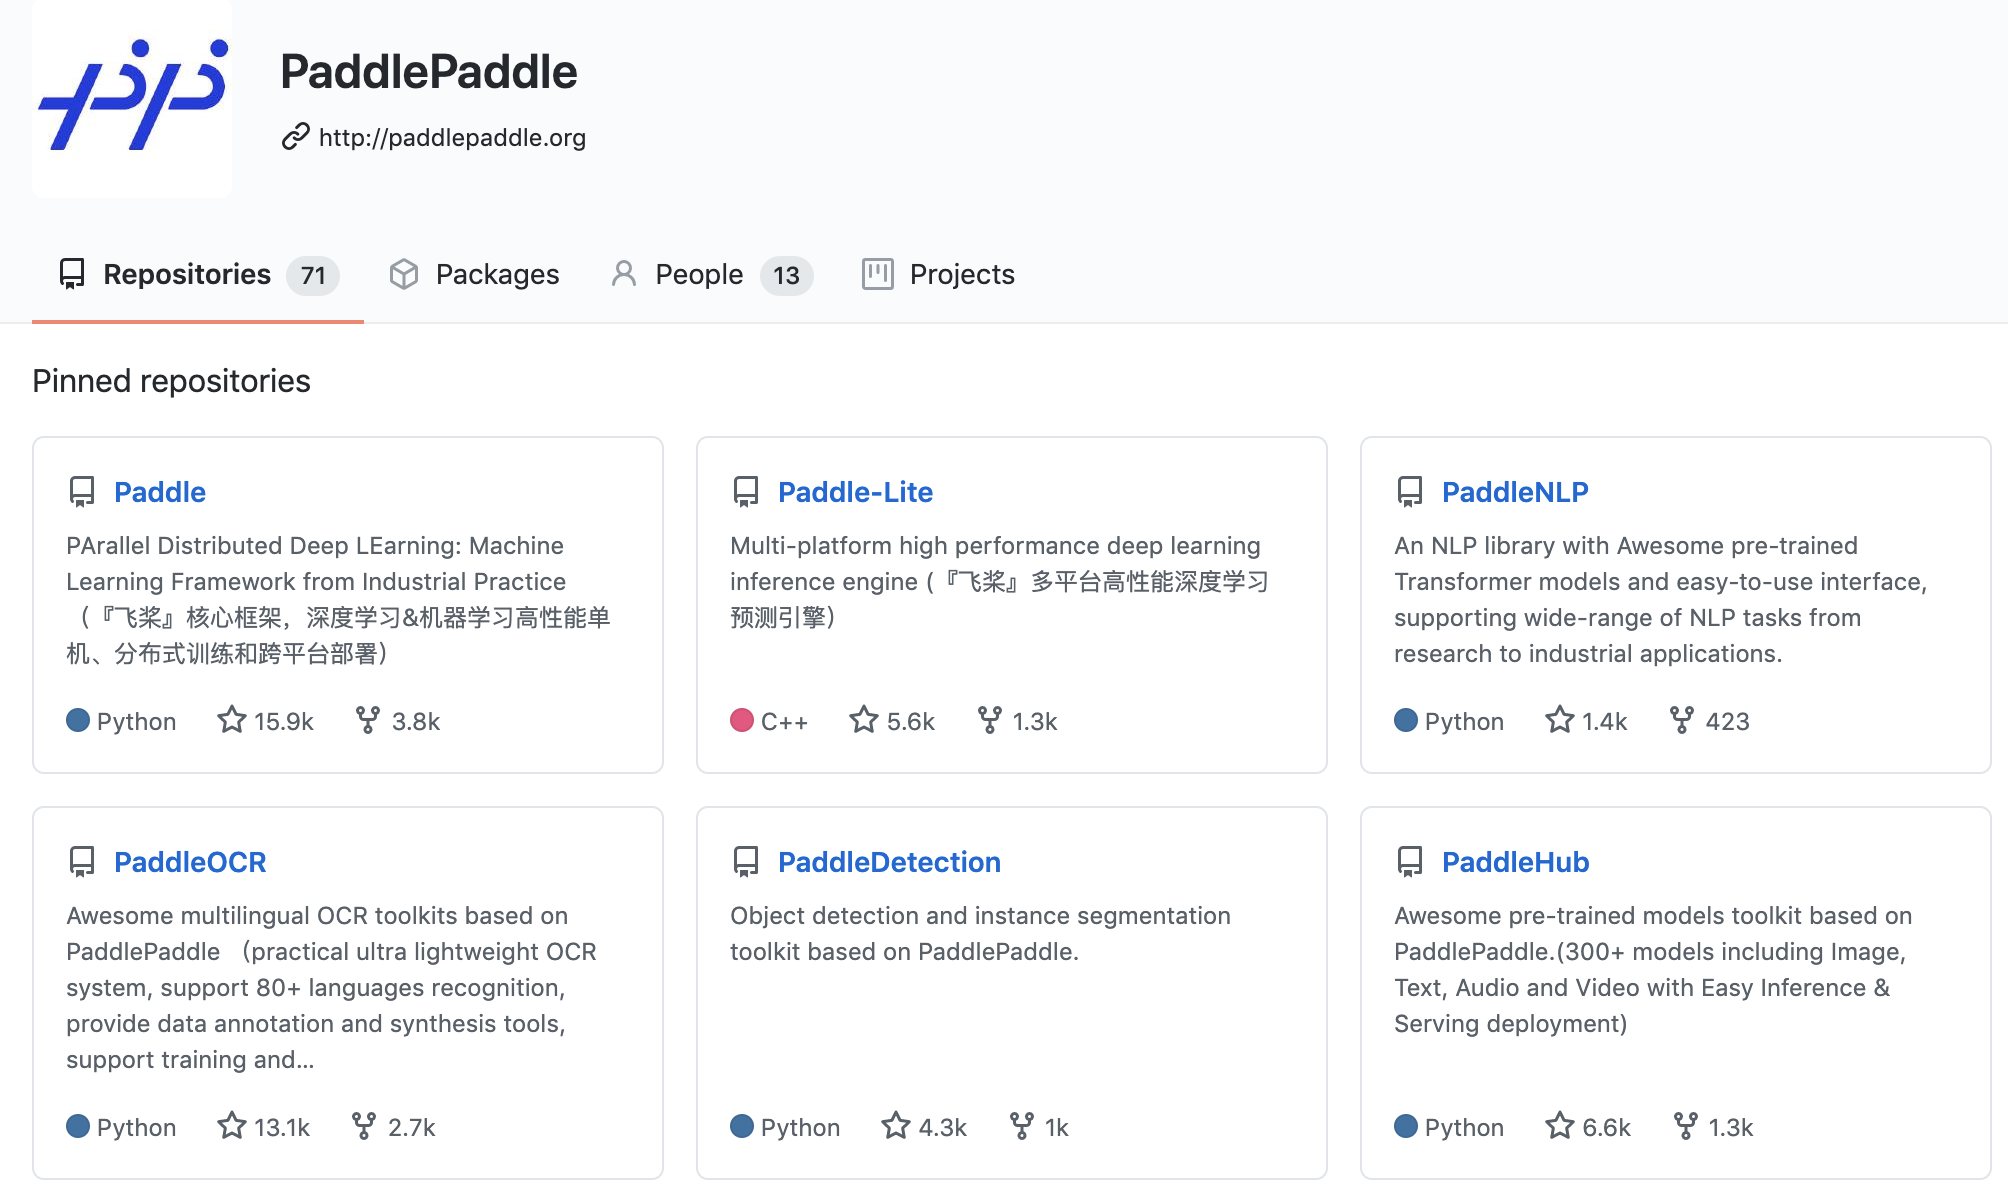 PaddlePaddle
http://paddlepaddle.org
Repositories 71 Packages People 13 Projects
Pinned repositories
Paddle
PArallel Distributed Deep LEarning: Machine
Learning Framework from Industrial Practice
（『飞桨』核心框架，深度学习&机器学习高性能单
机、分布式训练和跨平台部署）
Python 15.9k 3.8k
Paddle-Lite
Multi-platform high performance deep learning
inference engine (『飞桨』多平台高性能深度学习
预测引擎）
C++ 5.6k 1.3k
PaddleNLP
An NLP library with Awesome pre-trained
Transformer models and easy-to-use interface,
supporting wide-range of NLP tasks from
research to industrial applications.
Python 1.4k 423
PaddleOCR
Awesome multilingual OCR toolkits based on
PaddlePaddle （practical ultra lightweight OCR
system, support 80+ languages recognition,
provide data annotation and synthesis tools,
support training and...
Python 13.1k 2.7k
PaddleDetection
Object detection and instance segmentation
toolkit based on PaddlePaddle.
Python 4.3k 1k
PaddleHub
Awesome pre-trained models toolkit based on
PaddlePaddle.(300+ models including Image,
Text, Audio and Video with Easy Inference &
Serving deployment)
Python 6.6k 1.3k